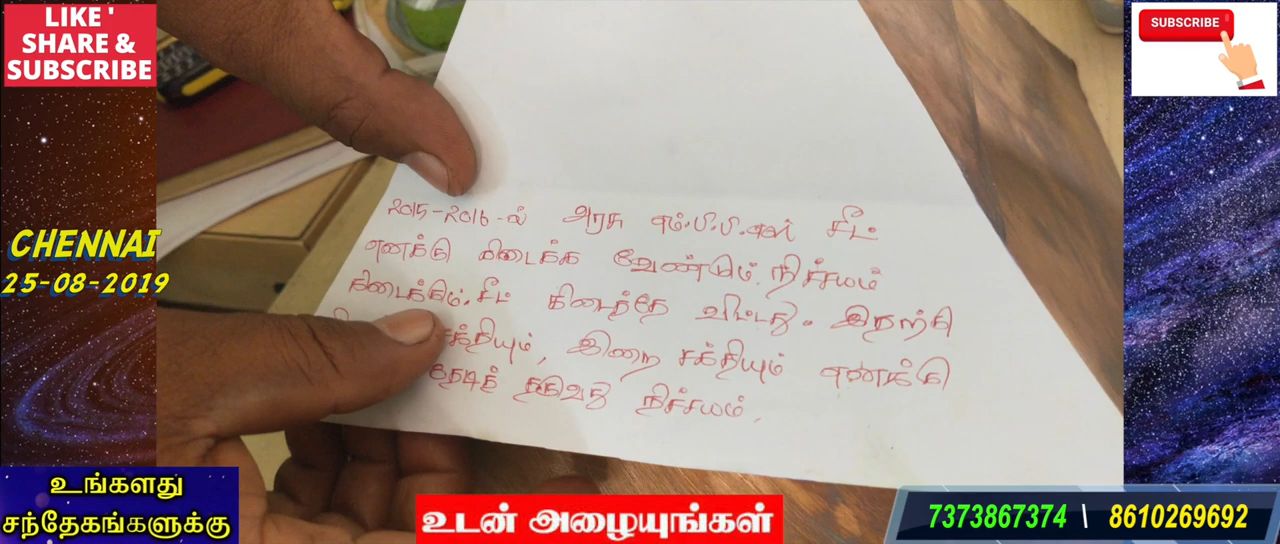 LIKE '
SHARE &
SUBSCRIBE
SUBSCRIBE
CHENNAI
25-08-2019
2015-2016-ல் அரசு எம்.பி.பி.எஸ் சீட்
எனக்கு கிடைக்க வேண்டும். நிச்சயம்
கிடைக்கும். சீட் கிடைத்தே விட்டது. இதற்கு
சக்தியும், இறை சக்தியும் எனக்கு
தேடித் தருவது நிச்சயம்.
உங்களது
சந்தேகங்களுக்கு
உடன் அழையுங்கள்
7373867374 \ 8610269692